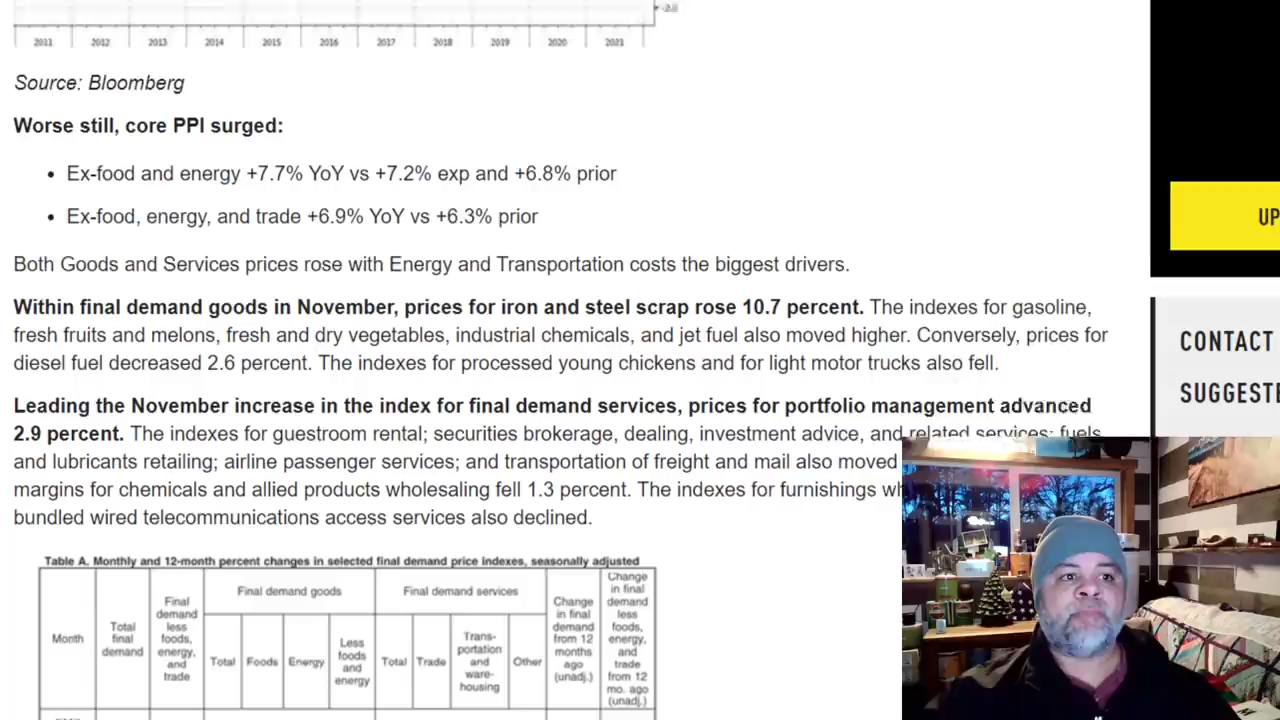 2011 2012 2013 2014 2015 2016 2017 2018 2019 2020 2021
Source: Bloomberg
Worse still, core PPI surged:
• Ex-food and energy +7.7% YoY vs +7.2% exp and +6.8% prior
• Ex-food, energy, and trade +6.9% YoY vs +6.3% prior
Both Goods and Services prices rose with Energy and Transportation costs the biggest drivers.
Within final demand goods in November, prices for iron and steel scrap rose 10.7 percent. The indexes for gasoline,
fresh fruits and melons, fresh and dry vegetables, industrial chemicals, and jet fuel also moved higher. Conversely, prices for
diesel fuel decreased 2.6 percent. The indexes for processed young chickens and for light motor trucks also fell.
Leading the November increase in the index for final demand services, prices for portfolio management advanced
2.9 percent. The indexes for guestroom rental; securities brokerage, dealing, investment advice, and related services; fuels
and lubricants retailing; airline passenger services; and transportation of freight and mail also moved
margins for chemicals and allied products wholesaling fell 1.3 percent. The indexes for furnishings wh
bundled wired telecommunications access services also declined.
Table A. Monthly and 12-month percent changes in selected final demand price indexes, seasonally adjusted
Month
Total
final
demand
Final
demand
less
foods,
energy,
and
trade
Final demand goods
Total
Foods
Energy
Less
foods
and
energy
Final demand services
Total
Trade
Trans-
portation
and
ware-
housing
Other
Change
in final
demand
from 12
months
ago
(unadj.)
Change
in final
demand
less
foods,
energy,
and
trade
from 12
mo. ago
(unadj.)
UP
CONTACT
SUGGESTE